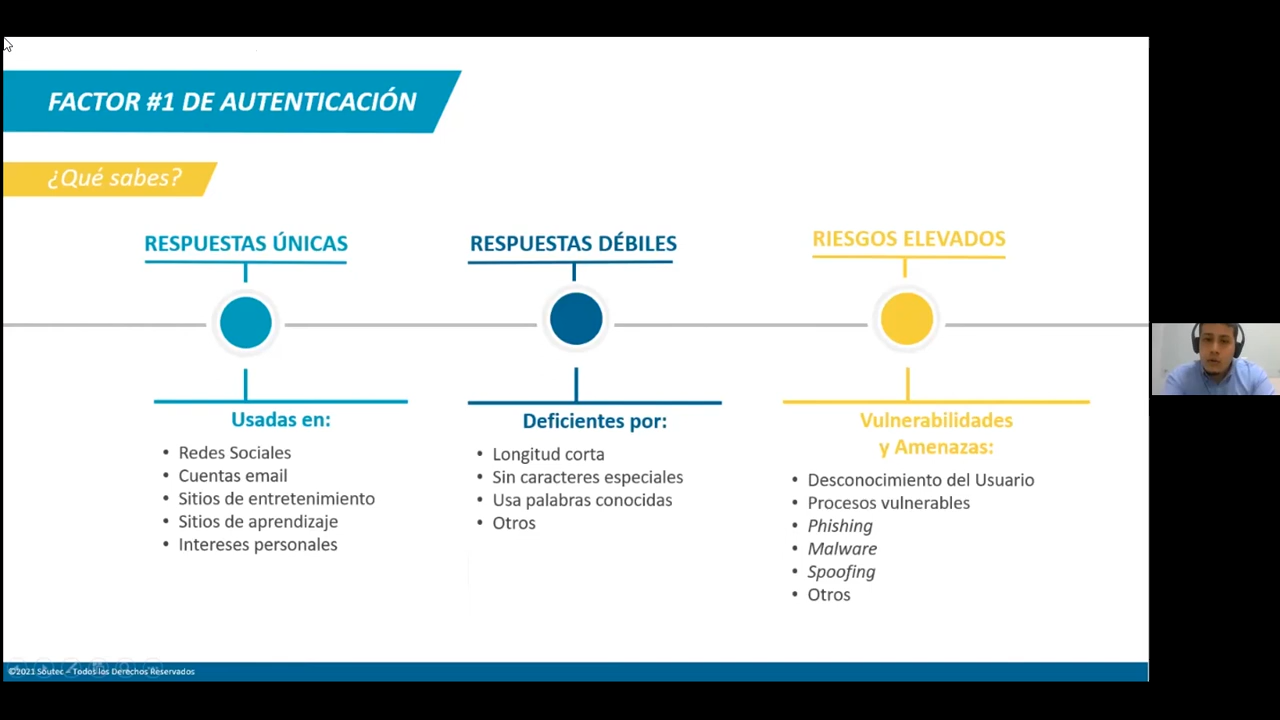 FACTOR #1 DE AUTENTICACIÓN
¿Qué sabes?
RESPUESTAS ÚNICAS
Usadas en:
• Redes Sociales
• Cuentas email
• Sitios de entretenimiento
• Sitios de aprendizaje
• Intereses personales
RESPUESTAS DÉBILES
Deficientes por:
• Longitud corta
• Sin caracteres especiales
• Usa palabras conocidas
• Otros
RIESGOS ELEVADOS
Vulnerabilidades
y Amenazas:
• Desconocimiento del Usuario
• Procesos vulnerables
• Phishing
• Malware
• Spoofing
• Otros
©2021 Soutec – Todos los Derechos Reservados